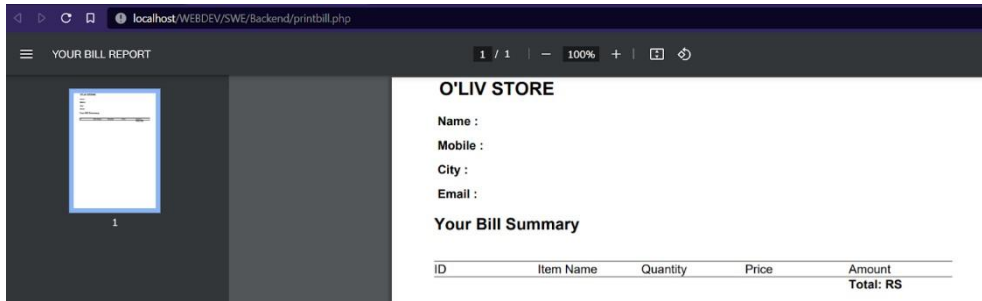 localhost/WEBDEV/SWE/Backend/printbill.php
YOUR BILL REPORT
1 / 1
100%
1
O'LIV STORE
Name :
Mobile :
City :
Email :
Your Bill Summary
ID Item Name Quantity Price Amount
Total: RS